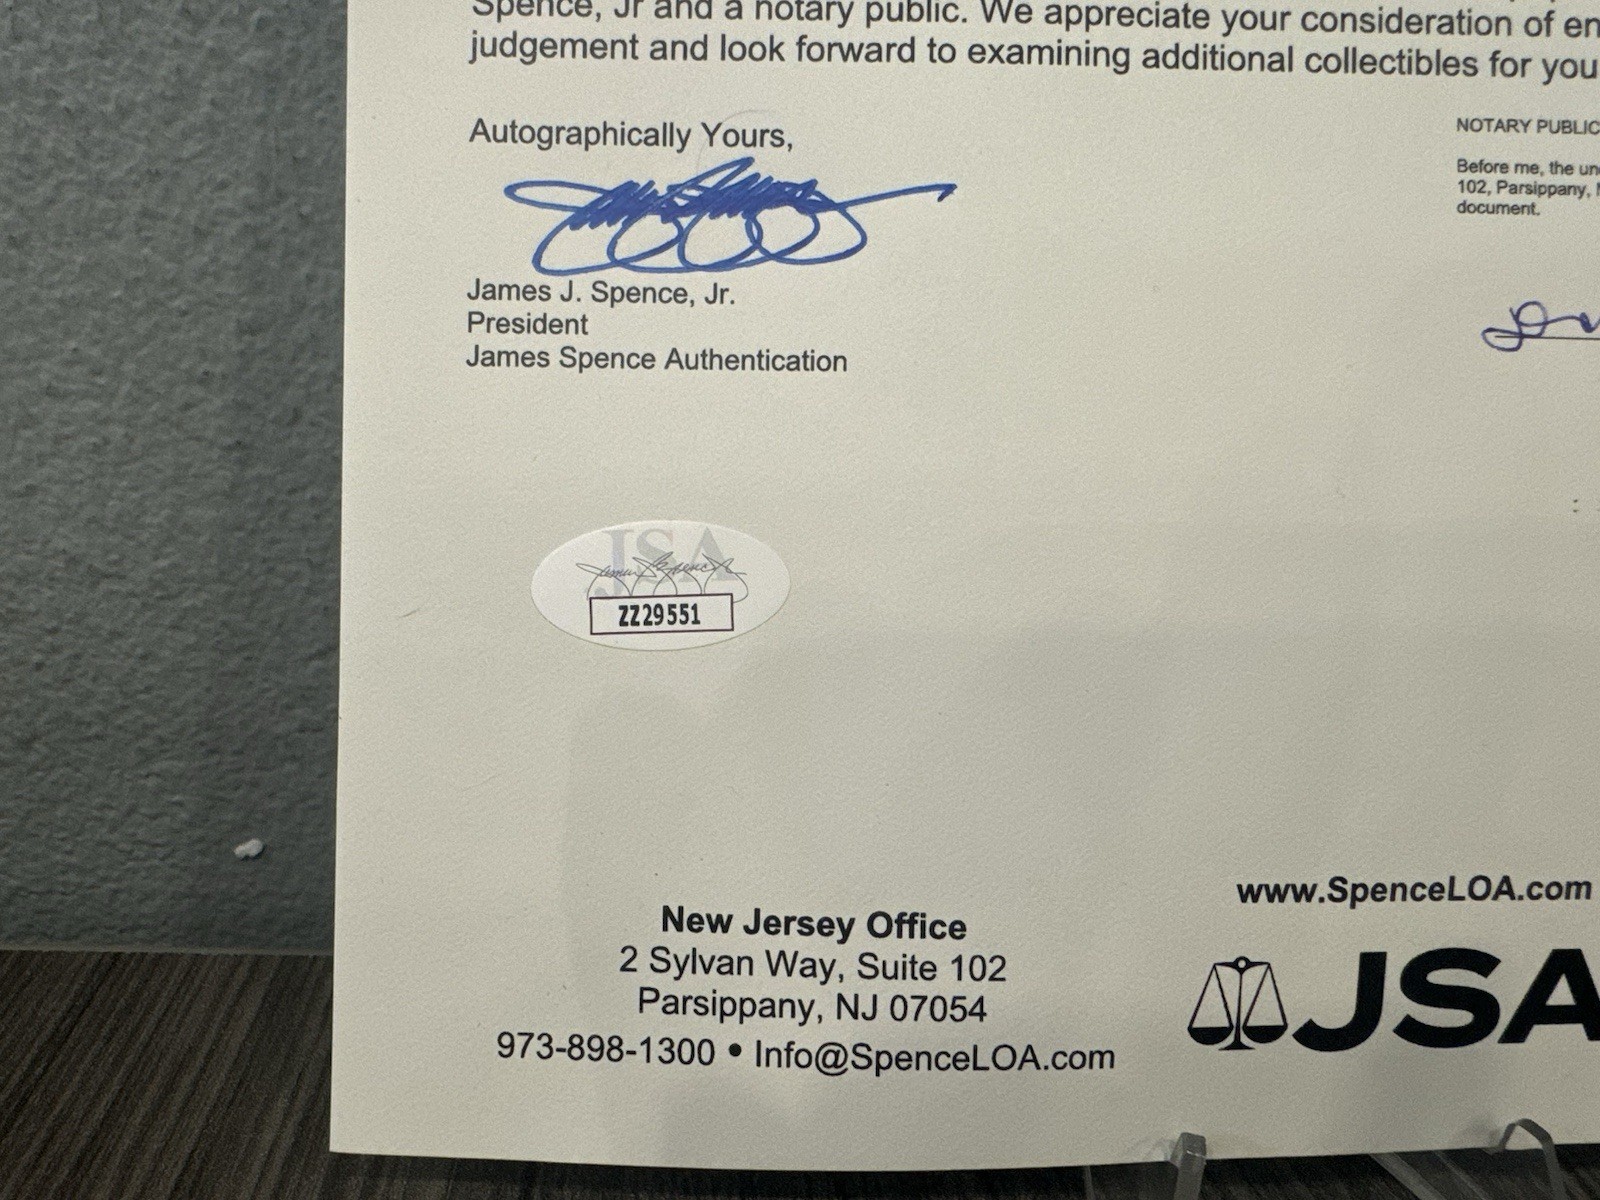 Spence, Jr and a notary public. We appreciate your consideration of en
judgement and look forward to examining additional collectibles for you
Autographically Yours,
James J. Spence, Jr.
President
James Spence Authentication
NOTARY PUBLIC
Before me, the un
102, Parsippany,
document.
JSA
ZZ29551
www.SpenceLOA.com
New Jersey Office
2 Sylvan Way, Suite 102
Parsippany, NJ 07054
973-898-1300 • Info@SpenceLOA.com
JSA